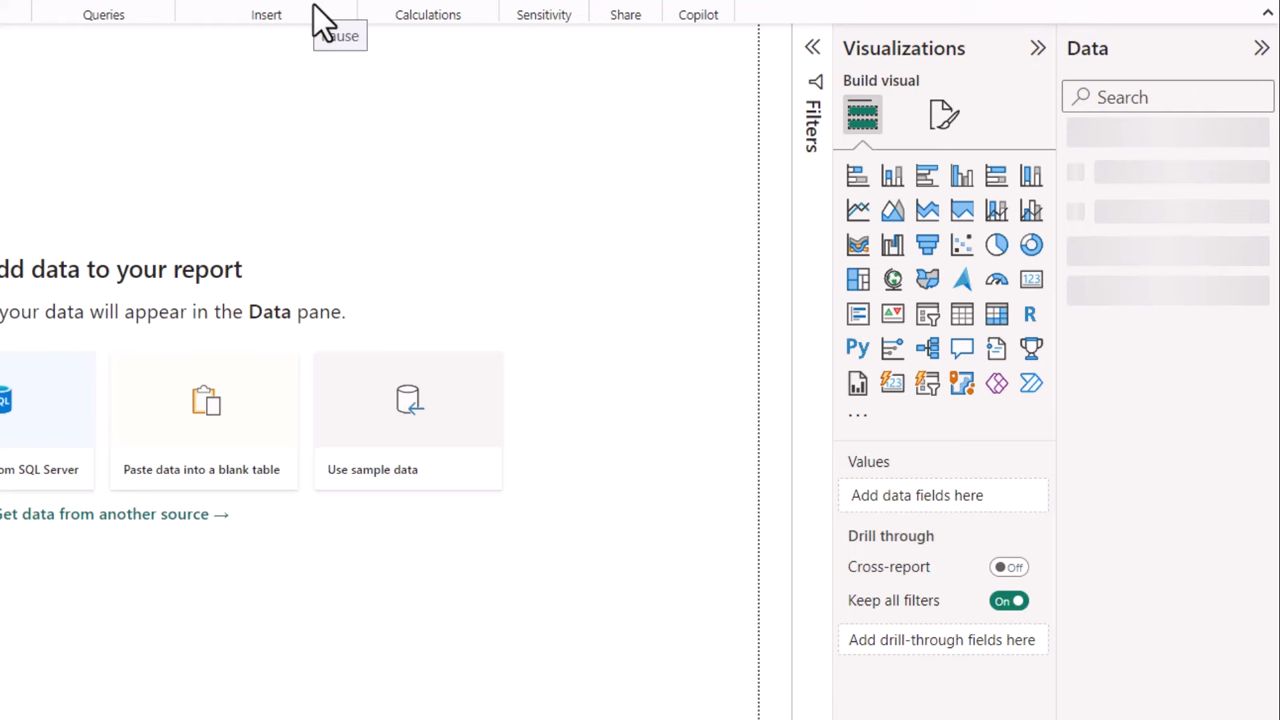 Queries
Insert
Calculations
Sensitivity
Share
Copilot
Visualizations
Data
Build visual
Search
Filters
123
R
Py
123
dd data to your report
your data will appear in the Data pane.
QL
om SQL Server
Paste data into a blank table
Use sample data
Get data from another source →
Values
Add data fields here
Drill through
Cross-report
Off
Keep all filters
On
Add drill-through fields here